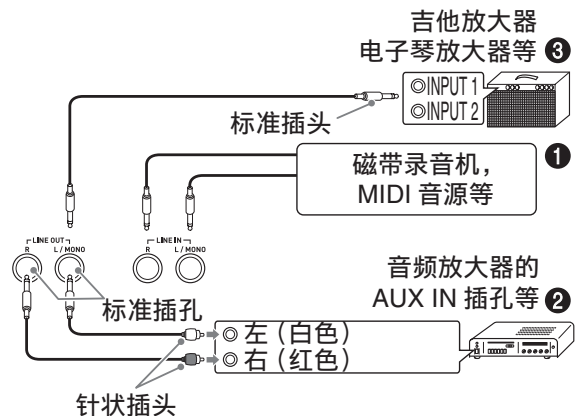 吉他放大器
电子琴放大器等 ❸
INPUT 1
INPUT 2
标准插头
磁带录音机，
MIDI 音源等
❶
LINE OUT
R
L / MONO
LINE IN
R
L / MONO
标准插孔
音频放大器的
AUX IN 插孔等 ❷
左（白色）
右（红色）
针状插头